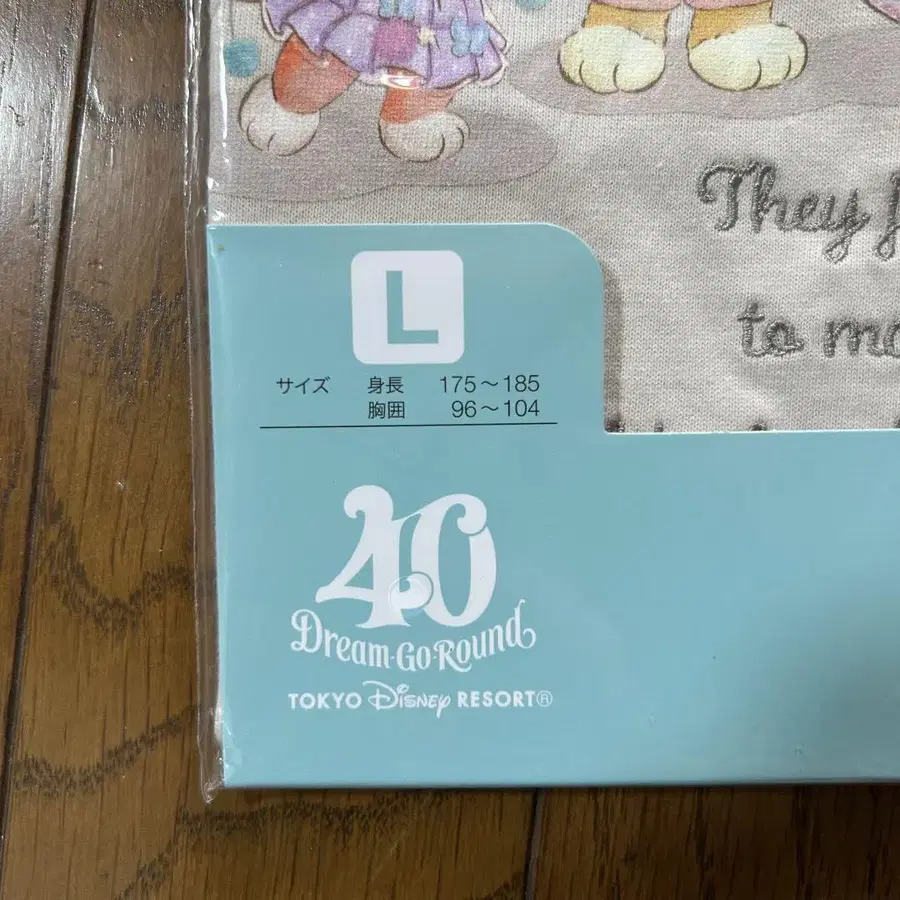 They
to
L
サイズ 身長 175～185
胸囲 96～104
40
Dream-Go-Round
TOKYO Disney RESORT®